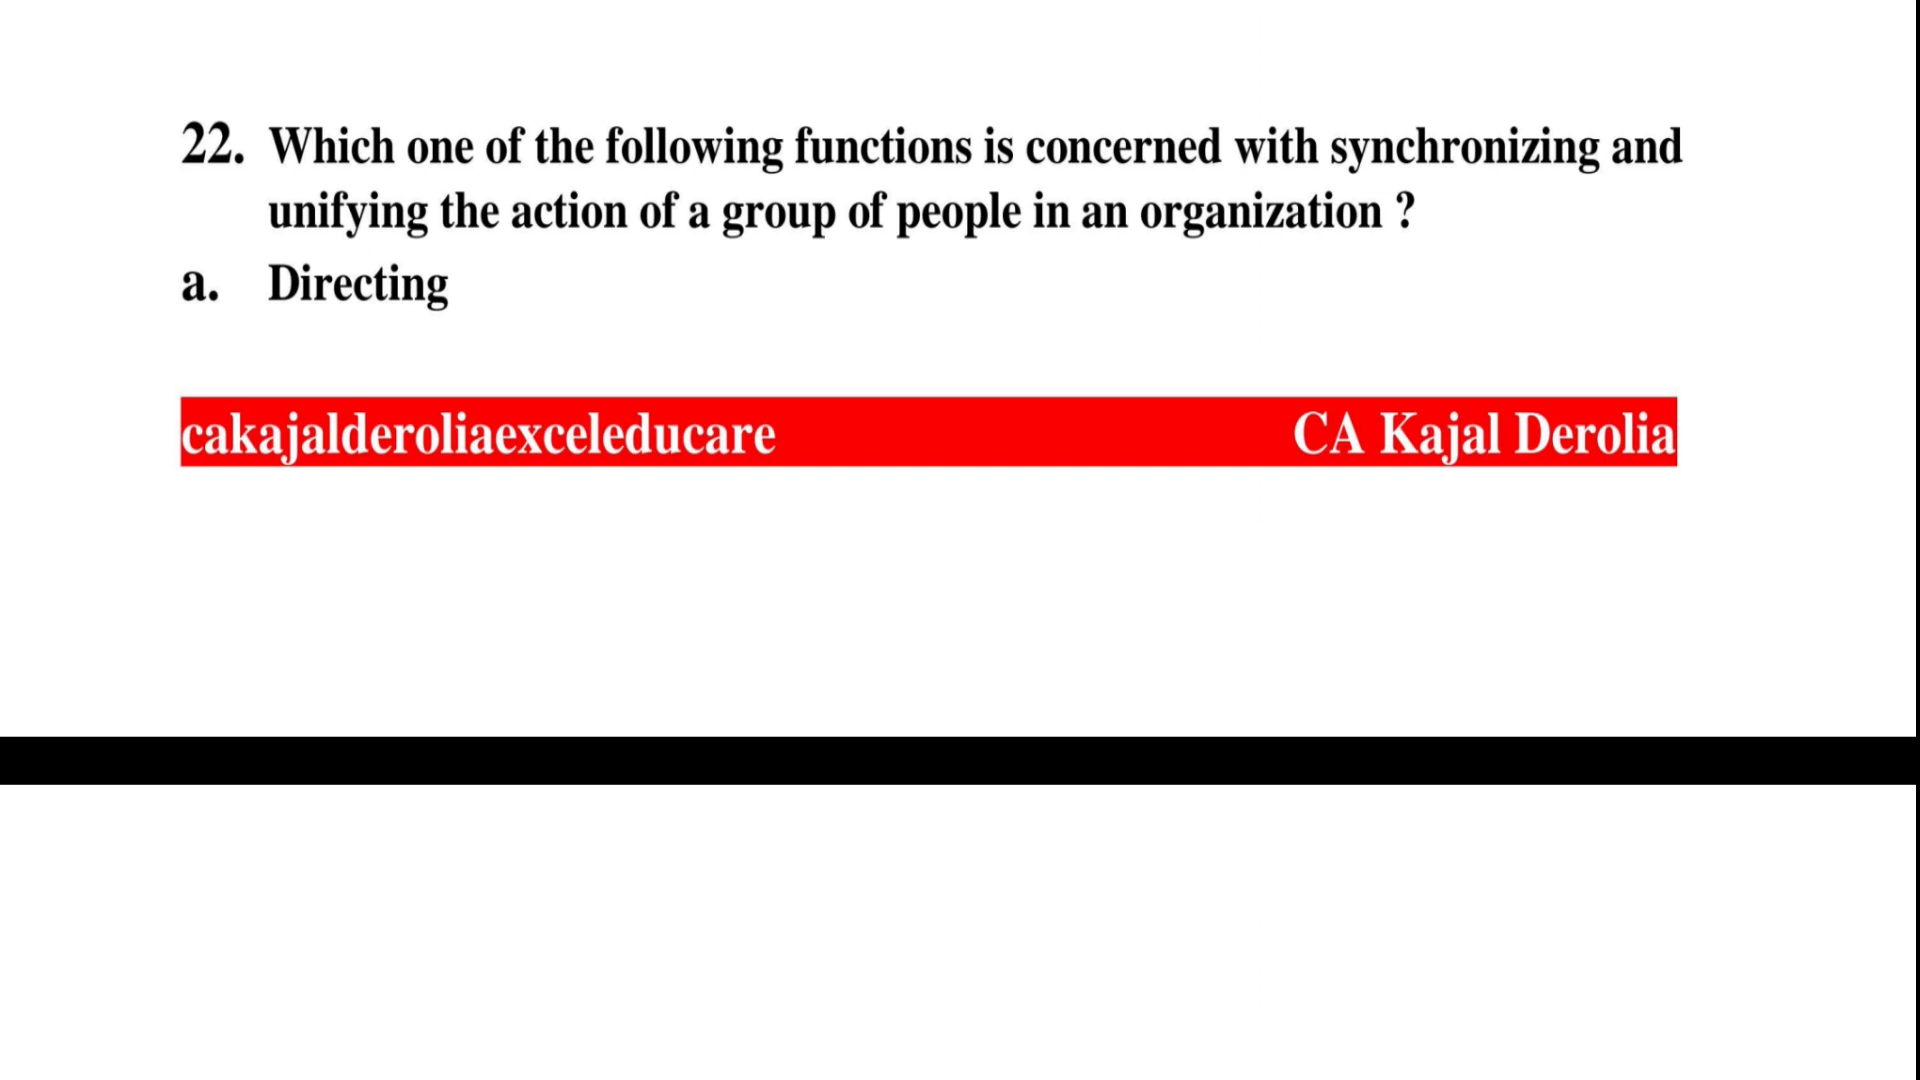 22. Which one of the following functions is concerned with synchronizing and
unifying the action of a group of people in an organization ?
a. Directing
cakajalderoliaexceleducare CA Kajal Derolia